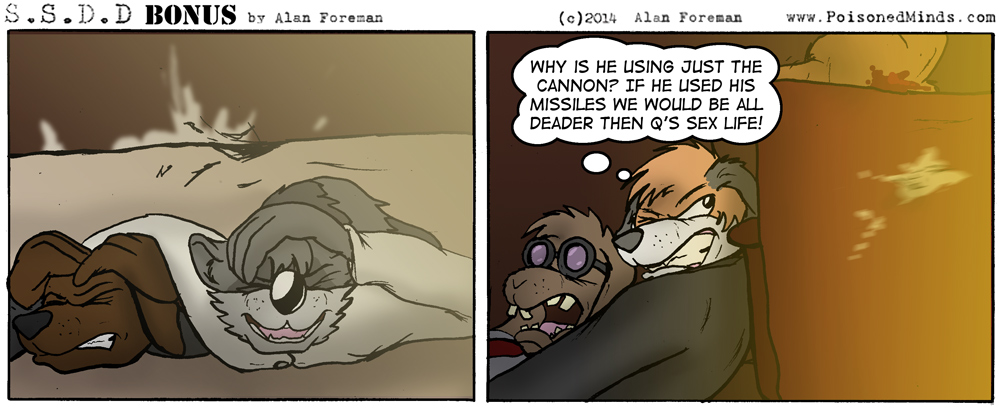 S.S.D.D BONUS by Alan Foreman (c)2014 Alan Foreman www.PoisonedMinds.com
WHY IS HE USING JUST THE
CANNON? IF HE USED HIS
MISSILES WE WOULD BE ALL
DEADER THEN Q'S SEX LIFE!